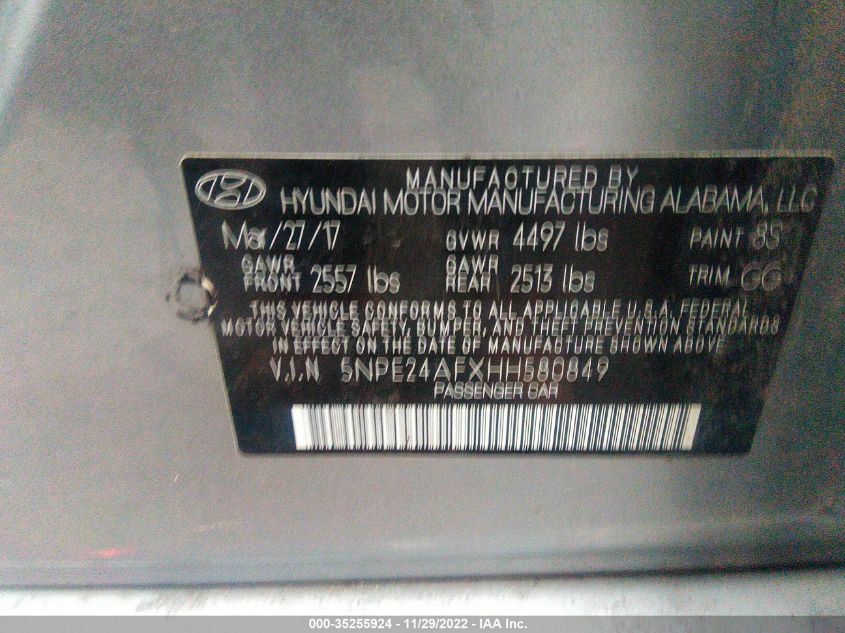 MANUFACTURED BY
HYUNDAI MOTOR MANUFACTURING ALABAMA, LLC
Mar/27/17 GVWR 4497 lbs PAINT 8S
GAWR FRONT 2557 lbs GAWR REAR 2513 lbs TRIM GG
THIS VEHICLE CONFORMS TO ALL APPLICABLE U.S.A. FEDERAL
MOTOR VEHICLE SAFETY, BUMPER, AND THEFT PREVENTION STANDARDS
IN EFFECT ON THE DATE OF MANUFACTURE SHOWN ABOVE
V.I.N 5NPE24AFXHH580849
PASSENGER CAR
000-35255924 - 11/29/2022 - IAA Inc.